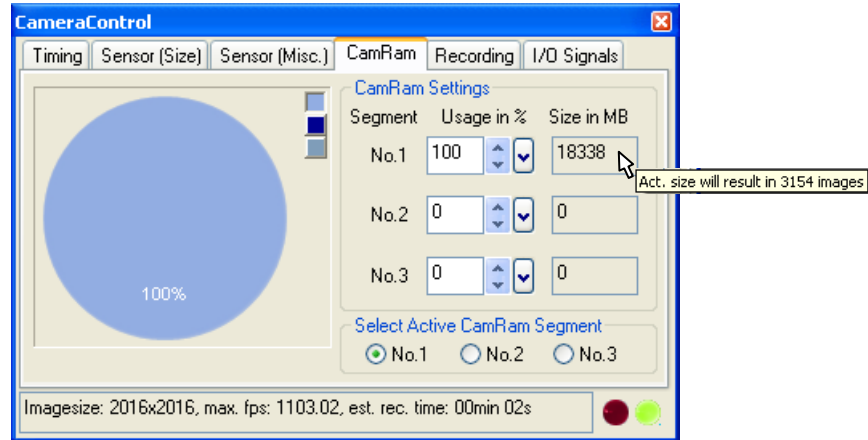 CameraControl
Timing Sensor (Size) Sensor (Misc.) CamRam Recording I/O Signals
CamRam Settings
Segment Usage in % Size in MB
No.1 100 18338
Act. size will result in 3154 images
No.2 0 0
No.3 0 0
100%
Select Active CamRam Segment
No.1 No.2 No.3
Imagesize: 2016x2016, max. fps: 1103.02, est. rec. time: 00min 02s